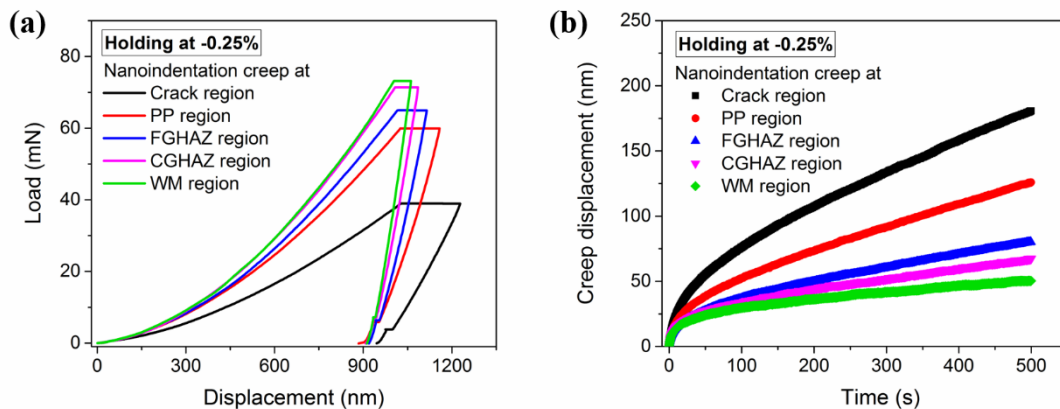 (a)
Holding at -0.25%
Nanoindentation creep at
Crack region
PP region
FGHAZ region
CGHAZ region
WM region
Load (mN)
80
60
40
20
0
0 300 600 900 1200
Displacement (nm)
(b)
Holding at -0.25%
Nanoindentation creep at
Crack region
PP region
FGHAZ region
CGHAZ region
WM region
Creep displacement (nm)
250
200
150
100
50
0
0 100 200 300 400 500
Time (s)